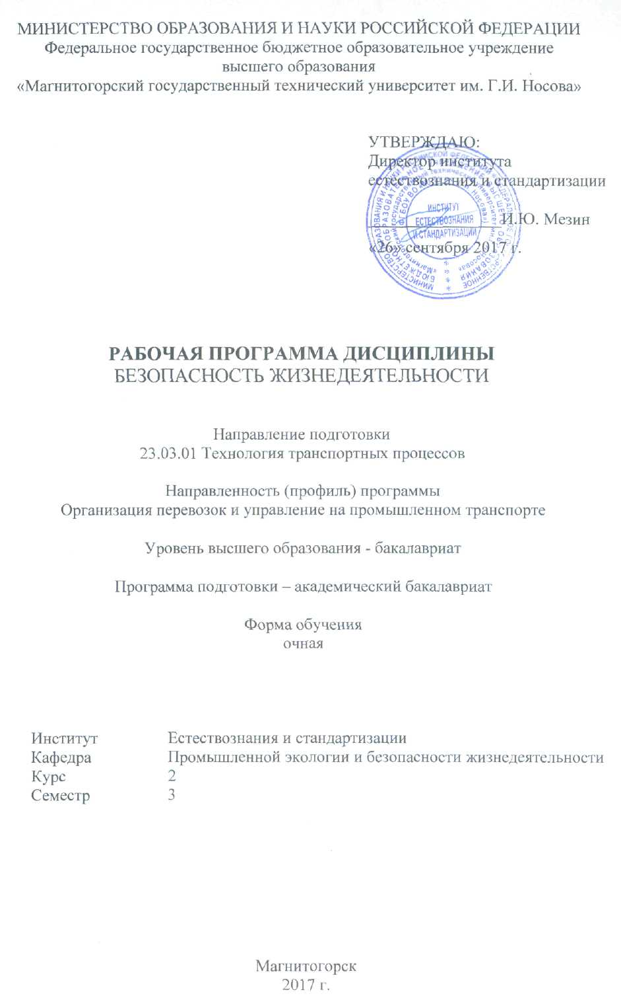 МИНИСТЕРСТВО ОБРАЗОВАНИЯ И НАУКИ РОССИЙСКОЙ ФЕДЕРАЦИИ
Федеральное государственное бюджетное образовательное учреждение
высшего образования
«Магнитогорский государственный технический университет им. Г.И. Носова»
УТВЕРЖДАЮ:
Директор института
естествознания и стандартизации
И.Ю. Мезин
«26» сентября 2017 г.
ИНСТИТУТ
ЕСТЕСТВОЗНАНИЯ
И СТАНДАРТИЗАЦИИ
РАБОЧАЯ ПРОГРАММА ДИСЦИПЛИНЫ
БЕЗОПАСНОСТЬ ЖИЗНЕДЕЯТЕЛЬНОСТИ
Направление подготовки
23.03.01 Технология транспортных процессов
Направленность (профиль) программы
Организация перевозок и управление на промышленном транспорте
Уровень высшего образования - бакалавриат
Программа подготовки – академический бакалавриат
Форма обучения
очная
Институт Естествознания и стандартизации
Кафедра Промышленной экологии и безопасности жизнедеятельности
Курс 2
Семестр 3
Магнитогорск
2017 г.